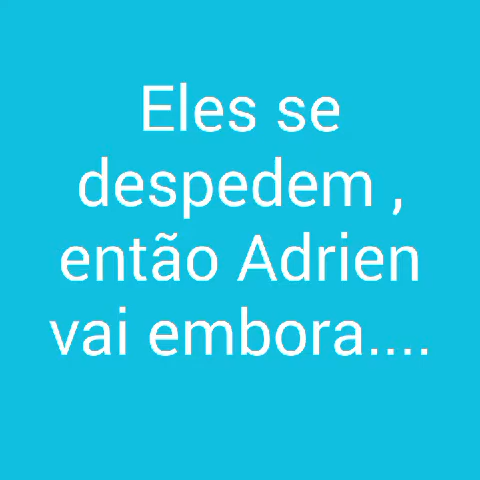 Eles se
despedem ,
então Adrien
vai embora....